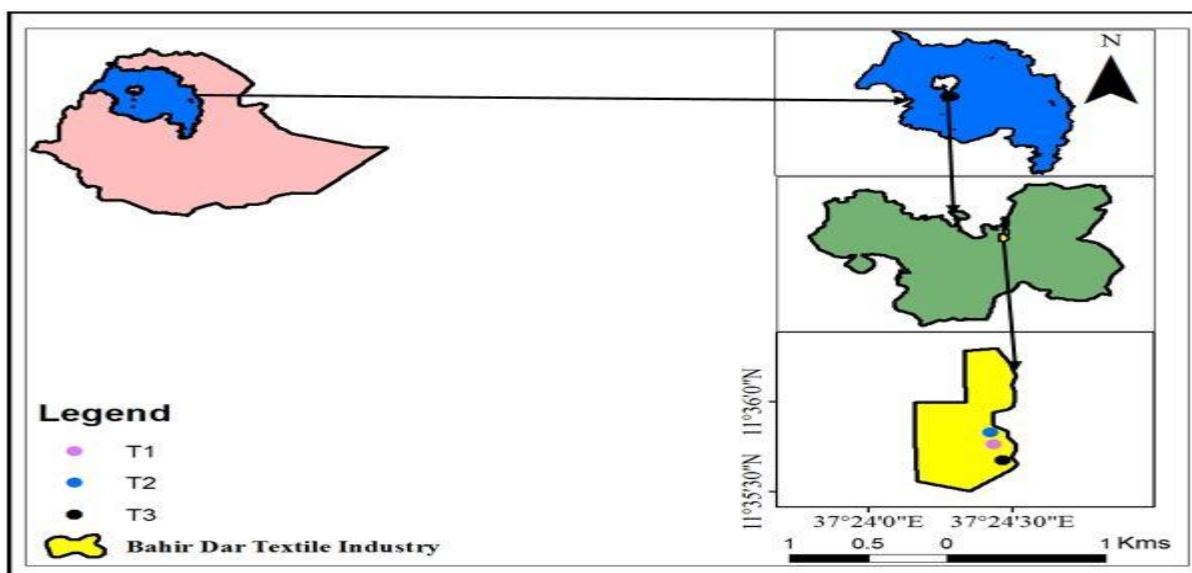 N
Legend
T1
T2
T3
Bahir Dar Textile Industry
11°36'0"N
11°35'30"N
37°24'0"E 37°24'30"E
1 0.5 0 1 Kms